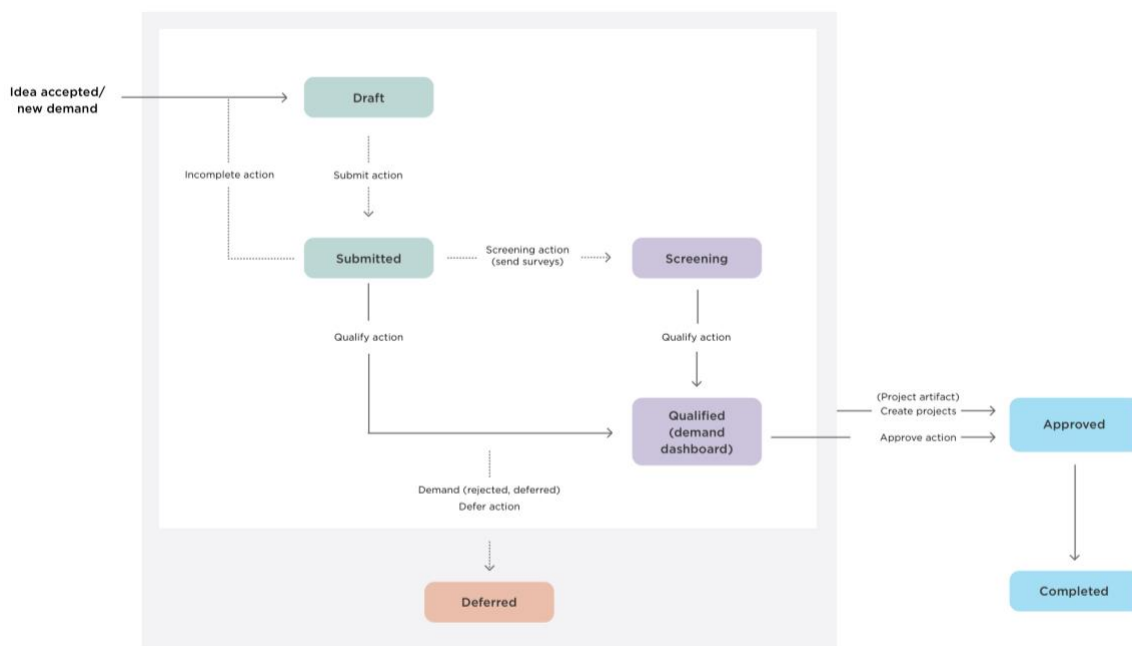 Idea accepted/
new demand
Draft
Incomplete action
Submit action
Submitted
Screening action
(send surveys)
Screening
Qualify action
Qualify action
Qualified
(demand
dashboard)
(Project artifact)
Create projects
Approve action
Approved
Demand (rejected, deferred)
Defer action
Deferred
Completed